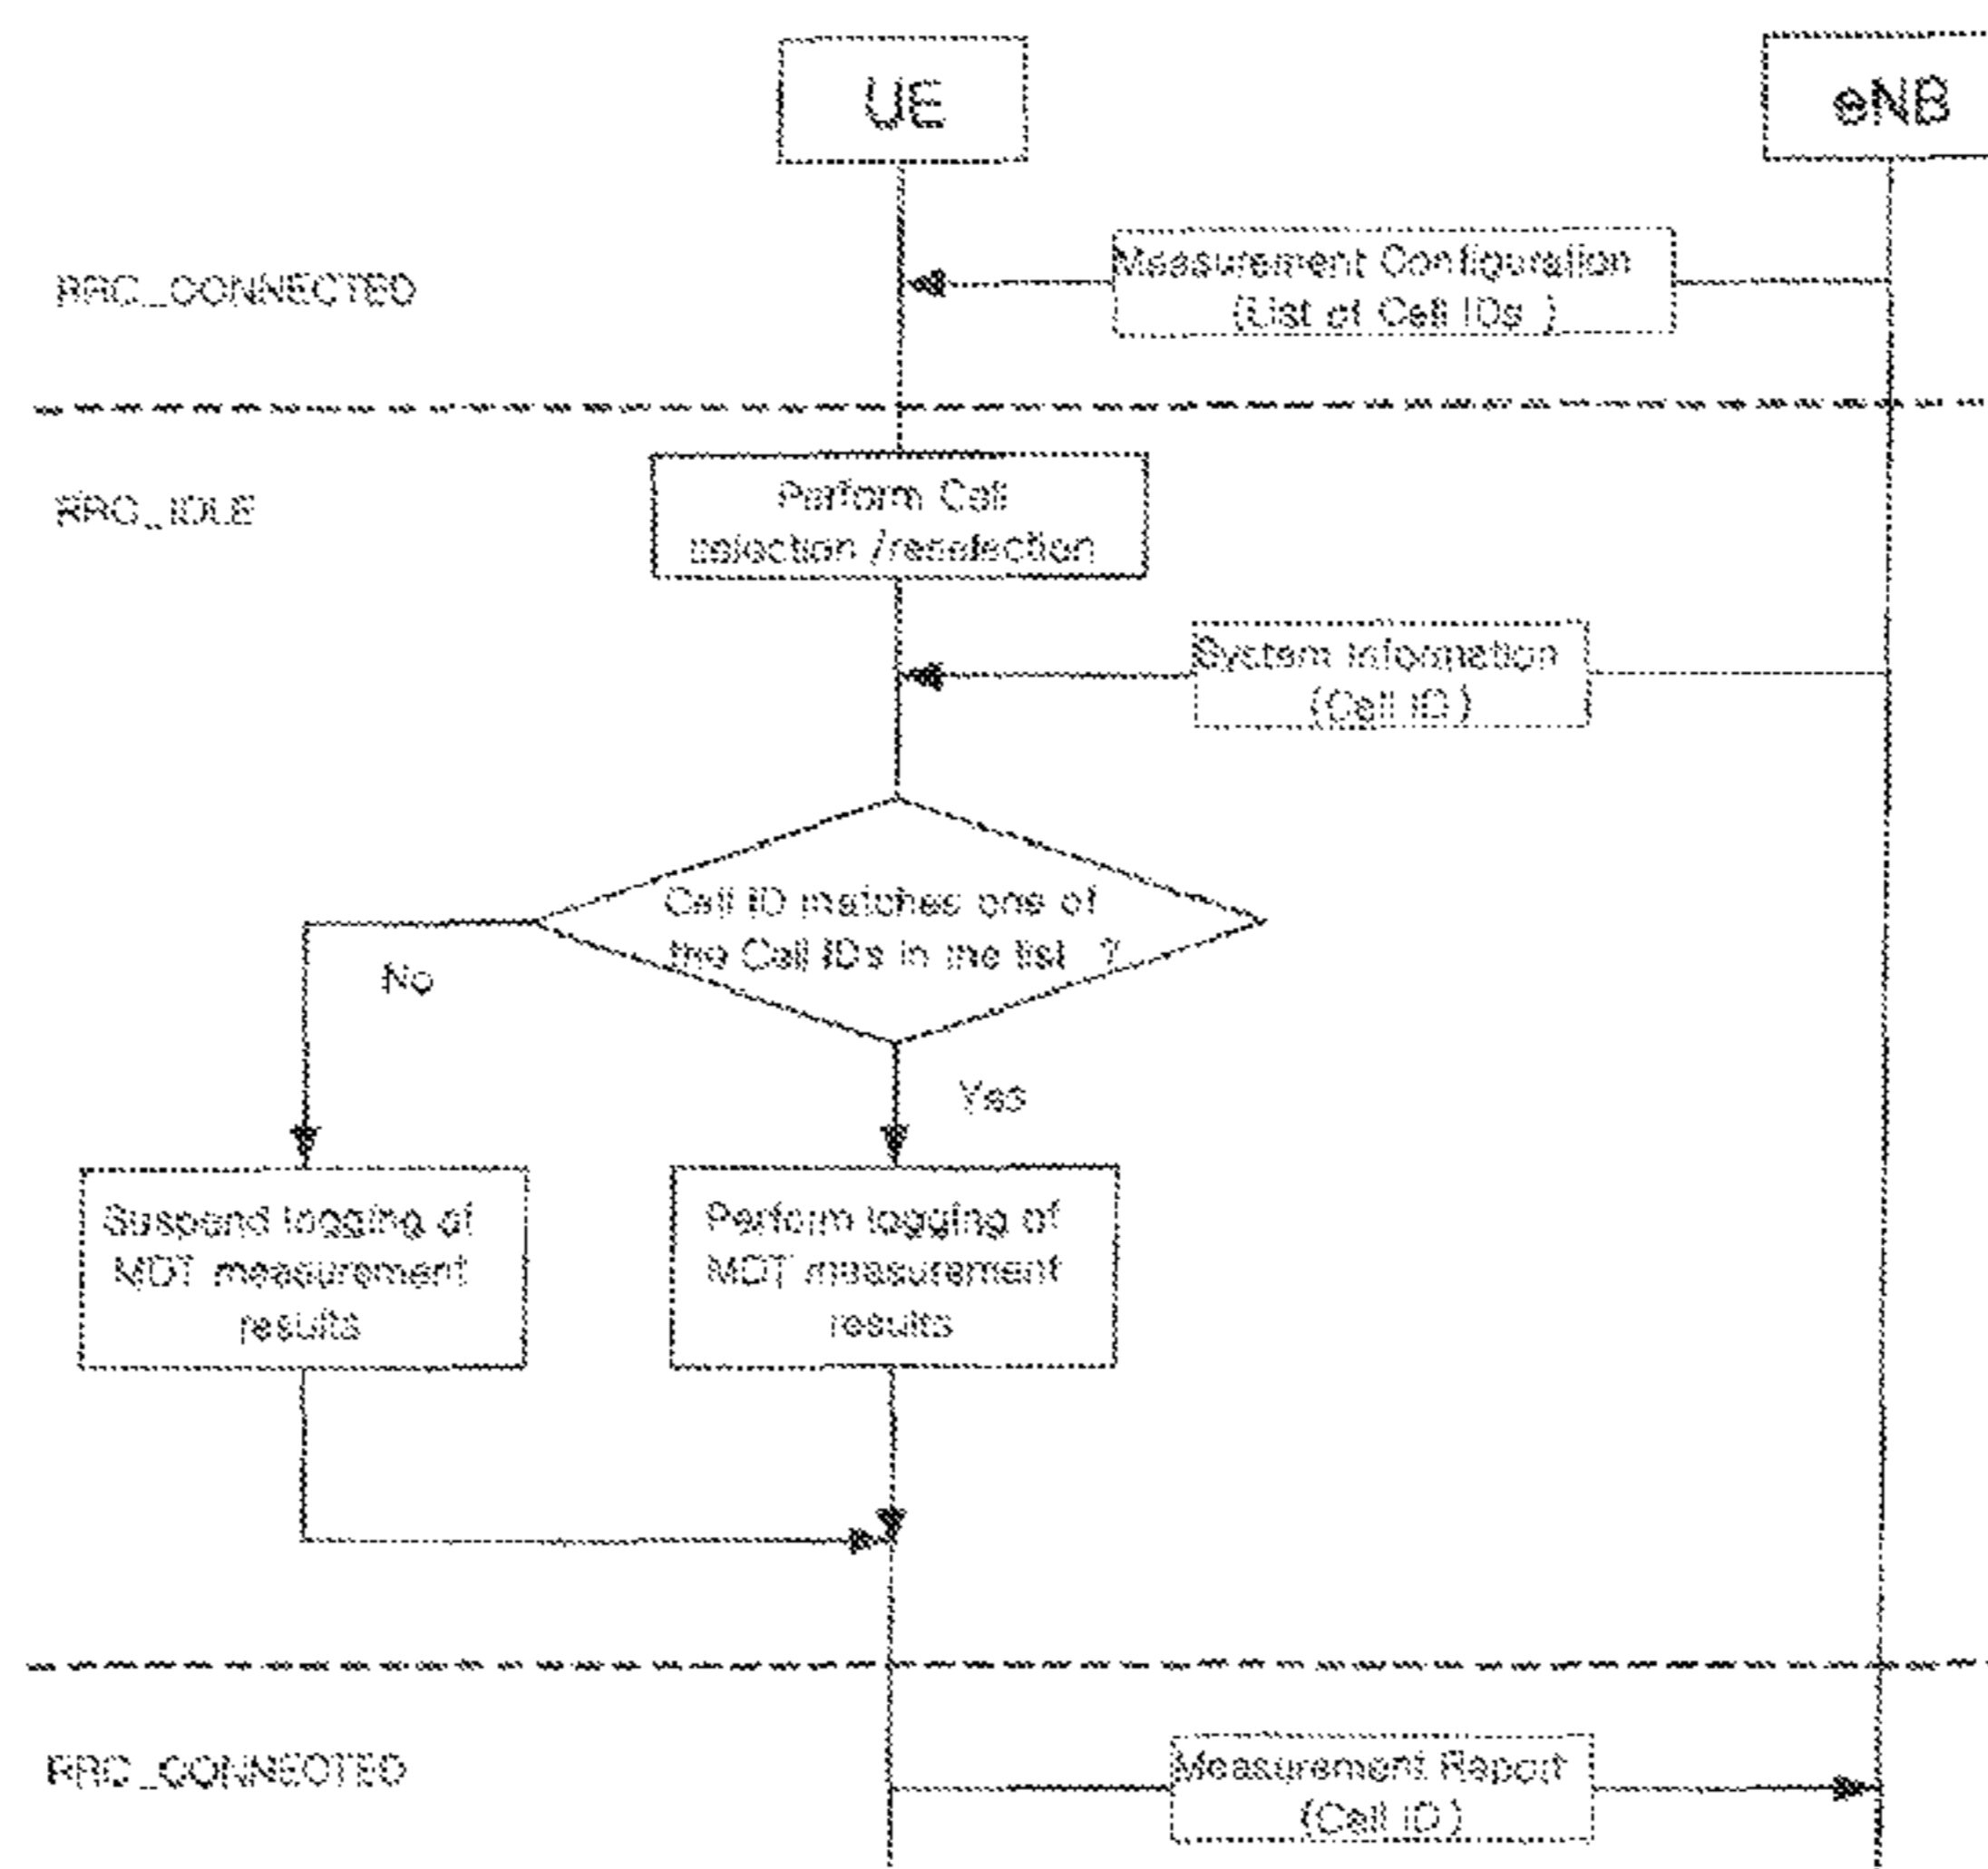 UE
eNB
RRC_CONNECTED
Measurement Configuration
(List of Cell IDs )
RRC_IDLE
Perform Cell
selection /reselection
System Information
(Cell ID )
Cell ID matches one of
the Cell IDs in the list ?
No
Yes
Suspend logging of
MDT measurement
results
Perform logging of
MDT measurement
results
RRC_CONNECTED
Measurement Report
(Cell ID )